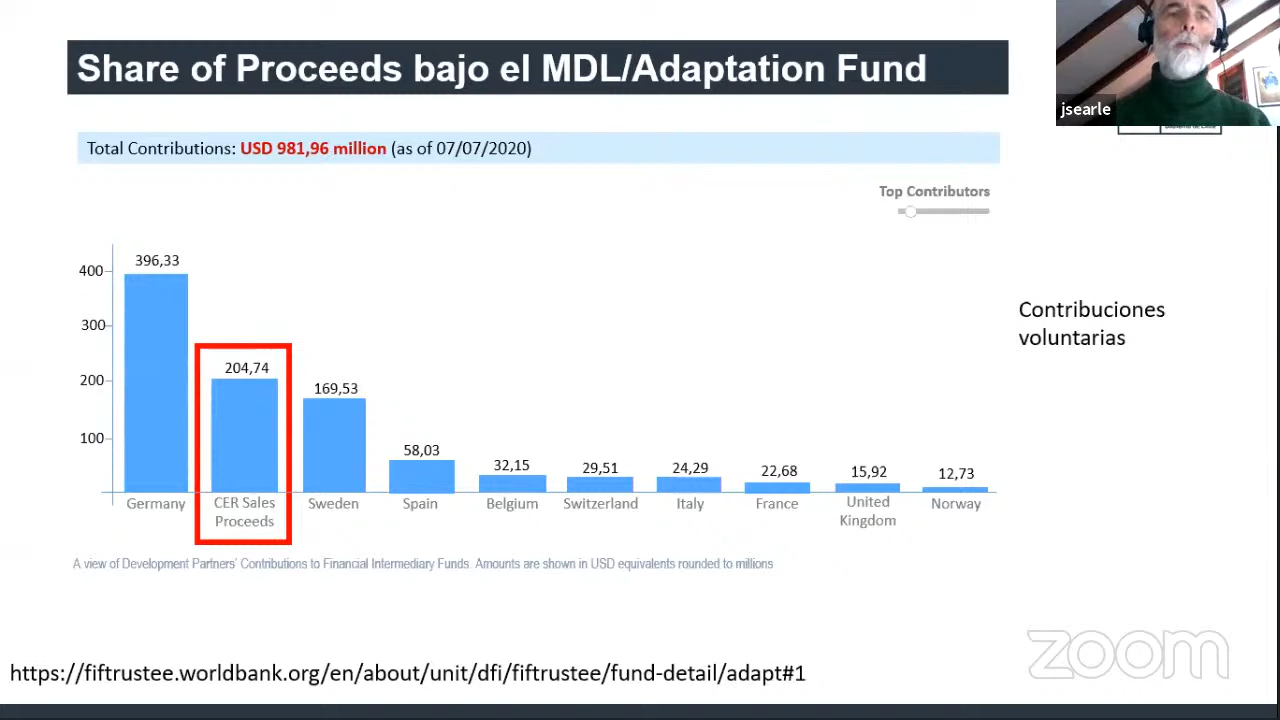 Share of Proceeds bajo el MDL/Adaptation Fund
jsearle
Total Contributions: USD 981,96 million (as of 07/07/2020)
Top Contributors
400
300
200
100
396,33
204,74
169,53
58,03
32,15
29,51
24,29
22,68
15,92
12,73
Germany
CER Sales
Proceeds
Sweden
Spain
Belgium
Switzerland
Italy
France
United
Kingdom
Norway
Contribuciones
voluntarias
A view of Development Partners' Contributions to Financial Intermediary Funds. Amounts are shown in USD equivalents rounded to millions
https://fiftrustee.worldbank.org/en/about/unit/dfi/fiftrustee/fund-detail/adapt#1
zoom